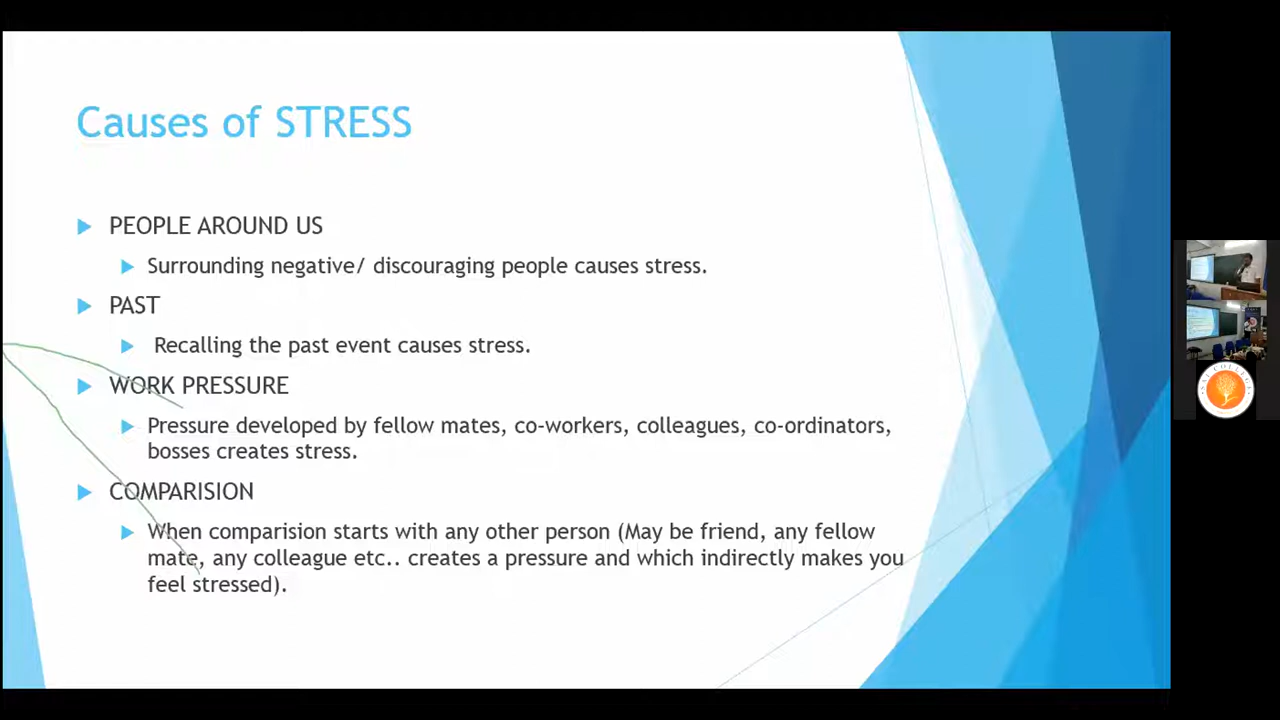 Causes of STRESS
PEOPLE AROUND US
Surrounding negative/ discouraging people causes stress.
PAST
Recalling the past event causes stress.
WORK PRESSURE
Pressure developed by fellow mates, co-workers, colleagues, co-ordinators,
bosses creates stress.
COMPARISION
When comparision starts with any other person (May be friend, any fellow
mate, any colleague etc.. creates a pressure and which indirectly makes you
feel stressed).